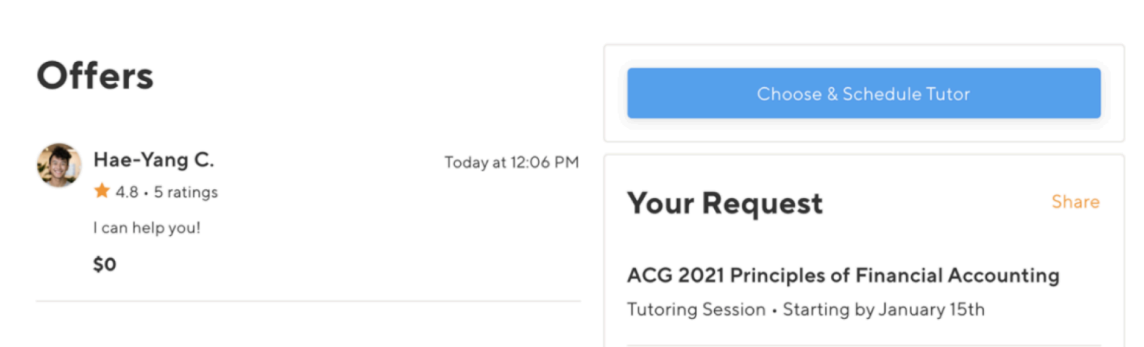 Offers
Hae-Yang C.
Today at 12:06 PM
4.8 • 5 ratings
I can help you!
$0
Choose & Schedule Tutor
Your Request
Share
ACG 2021 Principles of Financial Accounting
Tutoring Session • Starting by January 15th